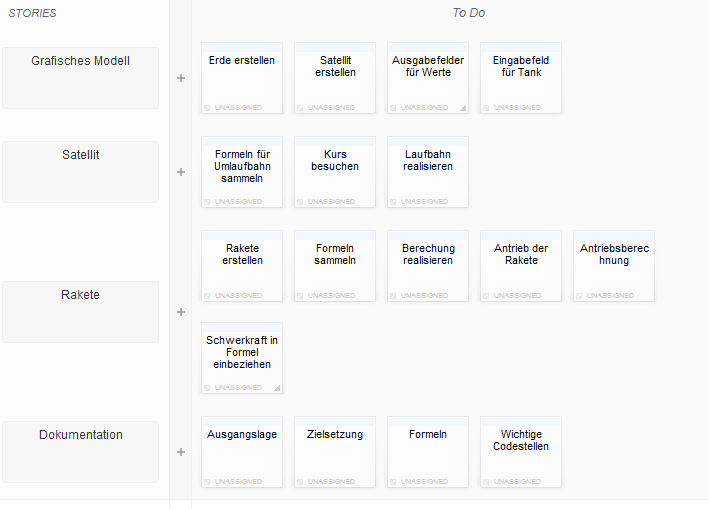 STORIES
To Do
Grafisches Modell
+
Erde erstellen
UNASSIGNED
Satellit
erstellen
UNASSIGNED
Ausgabefelder
für Werte
UNASSIGNED
Eingabefeld
für Tank
UNASSIGNED
Satellit
+
Formeln für
Umlaufbahn
sammeln
UNASSIGNED
Kurs
besuchen
UNASSIGNED
Laufbahn
realisieren
UNASSIGNED
Rakete
+
Rakete
erstellen
UNASSIGNED
Formeln
sammeln
UNASSIGNED
Berechung
realisieren
UNASSIGNED
Antrieb der
Rakete
UNASSIGNED
Antriebsberec
hnung
UNASSIGNED
Schwerkraft in
Formel
einbeziehen
UNASSIGNED
Dokumentation
+
Ausgangslage
UNASSIGNED
Zielsetzung
UNASSIGNED
Formeln
UNASSIGNED
Wichtige
Codestellen
UNASSIGNED